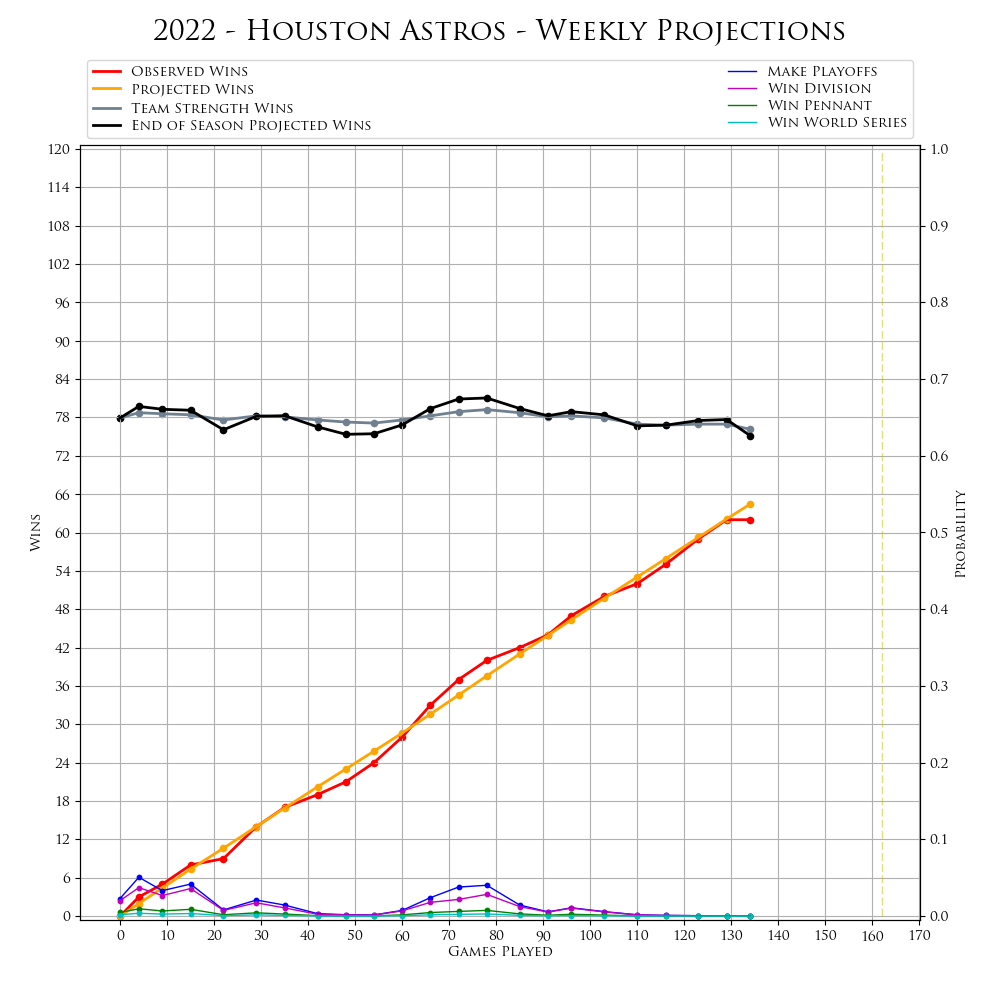 2022 - Houston Astros - Weekly Projections
Observed Wins
Projected Wins
Team Strength Wins
End of Season Projected Wins
Make Playoffs
Win Division
Win Pennant
Win World Series
120
114
108
102
96
90
84
78
72
66
60
54
48
42
36
30
24
18
12
6
0
Wins
1.0
0.9
0.8
0.7
0.6
0.5
0.4
0.3
0.2
0.1
0.0
Probability
0 10 20 30 40 50 60 70 80 90 100 110 120 130 140 150 160 170
Games Played